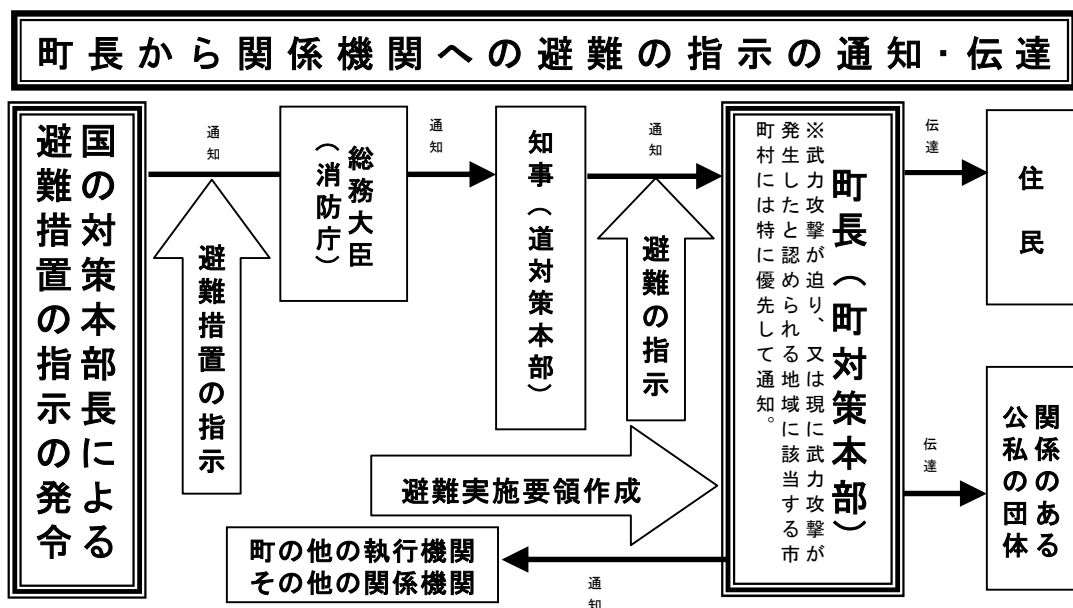 町長から関係機関への避難の指示の通知・伝達
国の対策本部長による
避難措置の指示の発令
通知
避難措置の指示
総務大臣
（消防庁）
通知
知事（道対策本部）
通知
避難の指示
避難実施要領作成
町長（町対策本部）
※武力攻撃が迫り、又は現に武力攻撃が
発生したと認められる地域に該当する市
町村には特に優先して通知。
伝達
住民
伝達
関係のある
公私の団体
通知
町の他の執行機関
その他の関係機関